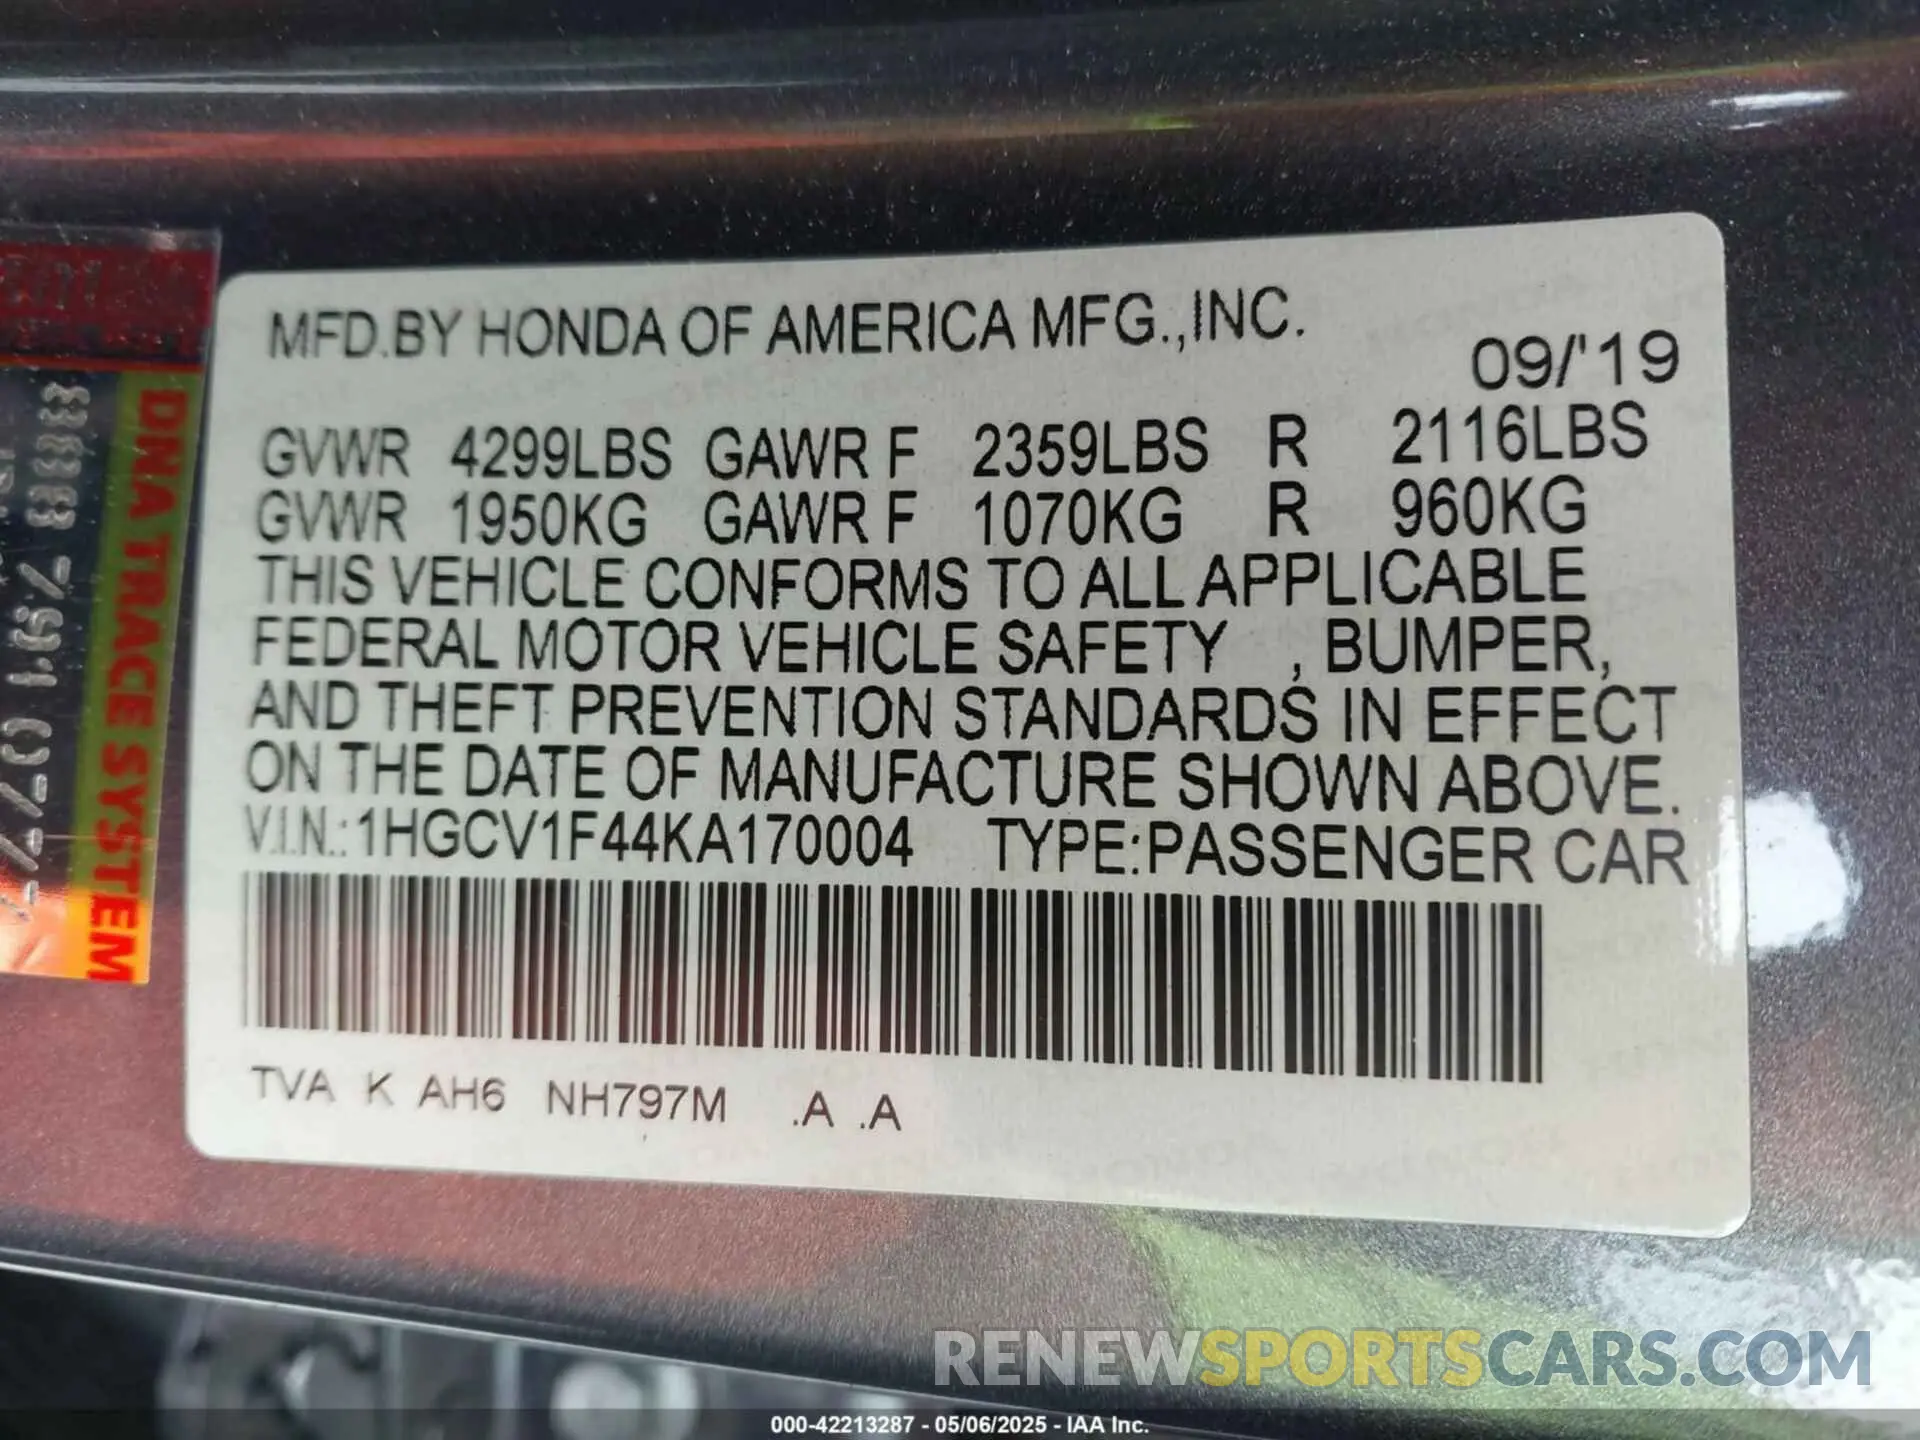 MFD.BY HONDA OF AMERICA MFG.,INC.
09/'19
GVWR 4299LBS GAWR F 2359LBS R 2116LBS
GVWR 1950KG GAWR F 1070KG R 960KG
THIS VEHICLE CONFORMS TO ALL APPLICABLE
FEDERAL MOTOR VEHICLE SAFETY , BUMPER,
AND THEFT PREVENTION STANDARDS IN EFFECT
ON THE DATE OF MANUFACTURE SHOWN ABOVE.
V.I.N.:1HGCV1F44KA170004 TYPE:PASSENGER CAR
TVA K AH6 NH797M .A .A
DNA TRACE SYSTEM
RENEWSPORTSCARS.COM
000-42213287 - 05/06/2025 - IAA Inc.